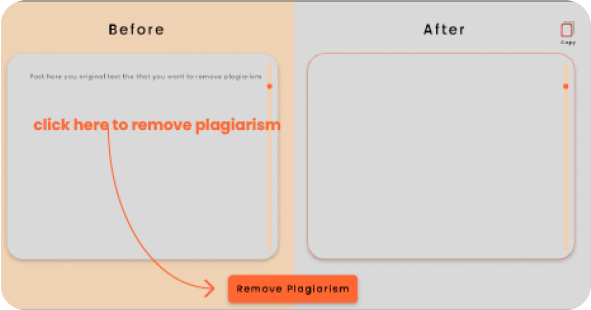 Before
After
Copy
Past here you original text the that you want to remove plagiarism
click here to remove plagiarism
Remove Plagiarism